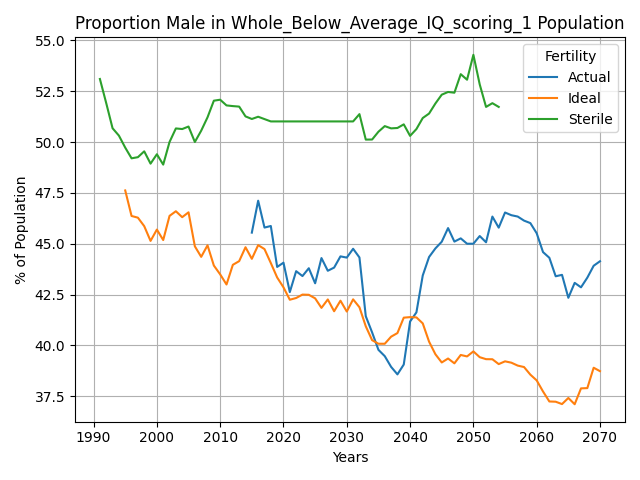 Proportion Male in Whole_Below_Average_IQ_scoring_1 Population
% of Population
55.0
52.5
50.0
47.5
45.0
42.5
40.0
37.5
Fertility
Actual
Ideal
Sterile
1990 2000 2010 2020 2030 2040 2050 2060 2070
Years